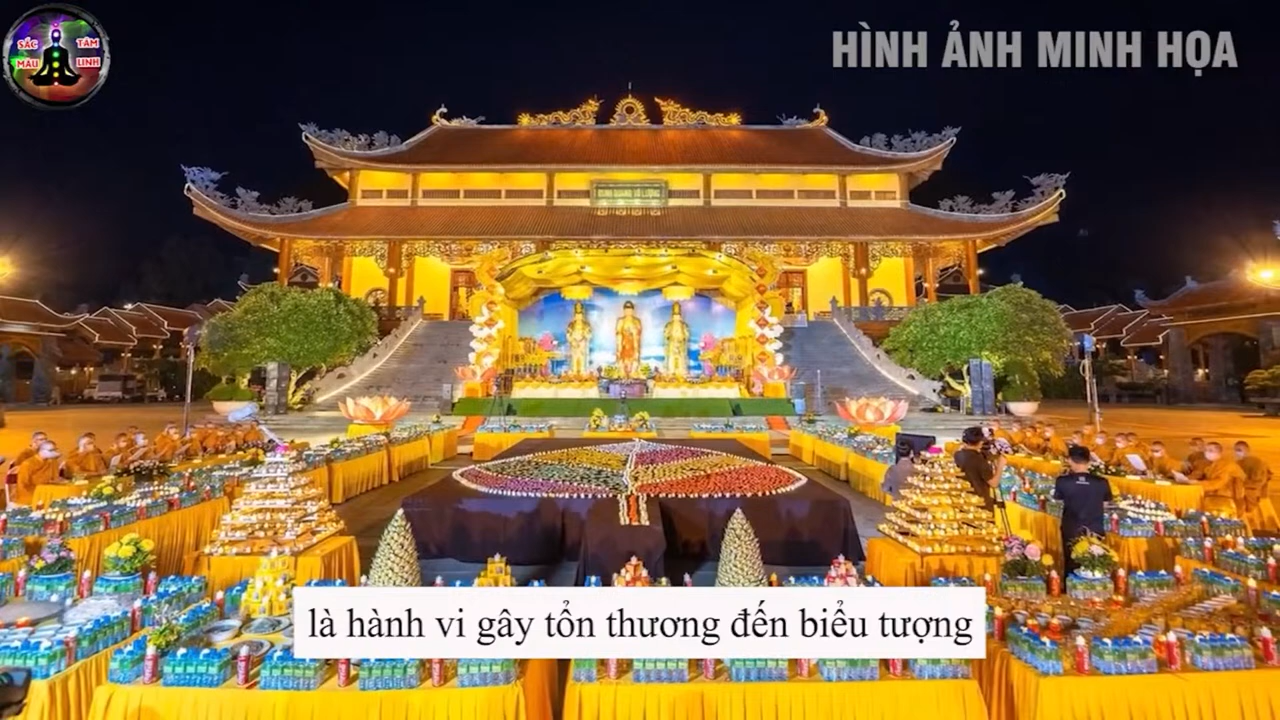 SẮC TÂM
MÀU LINH
HÌNH ẢNH MINH HỌA
là hành vi gây tổn thương đến biểu tượng